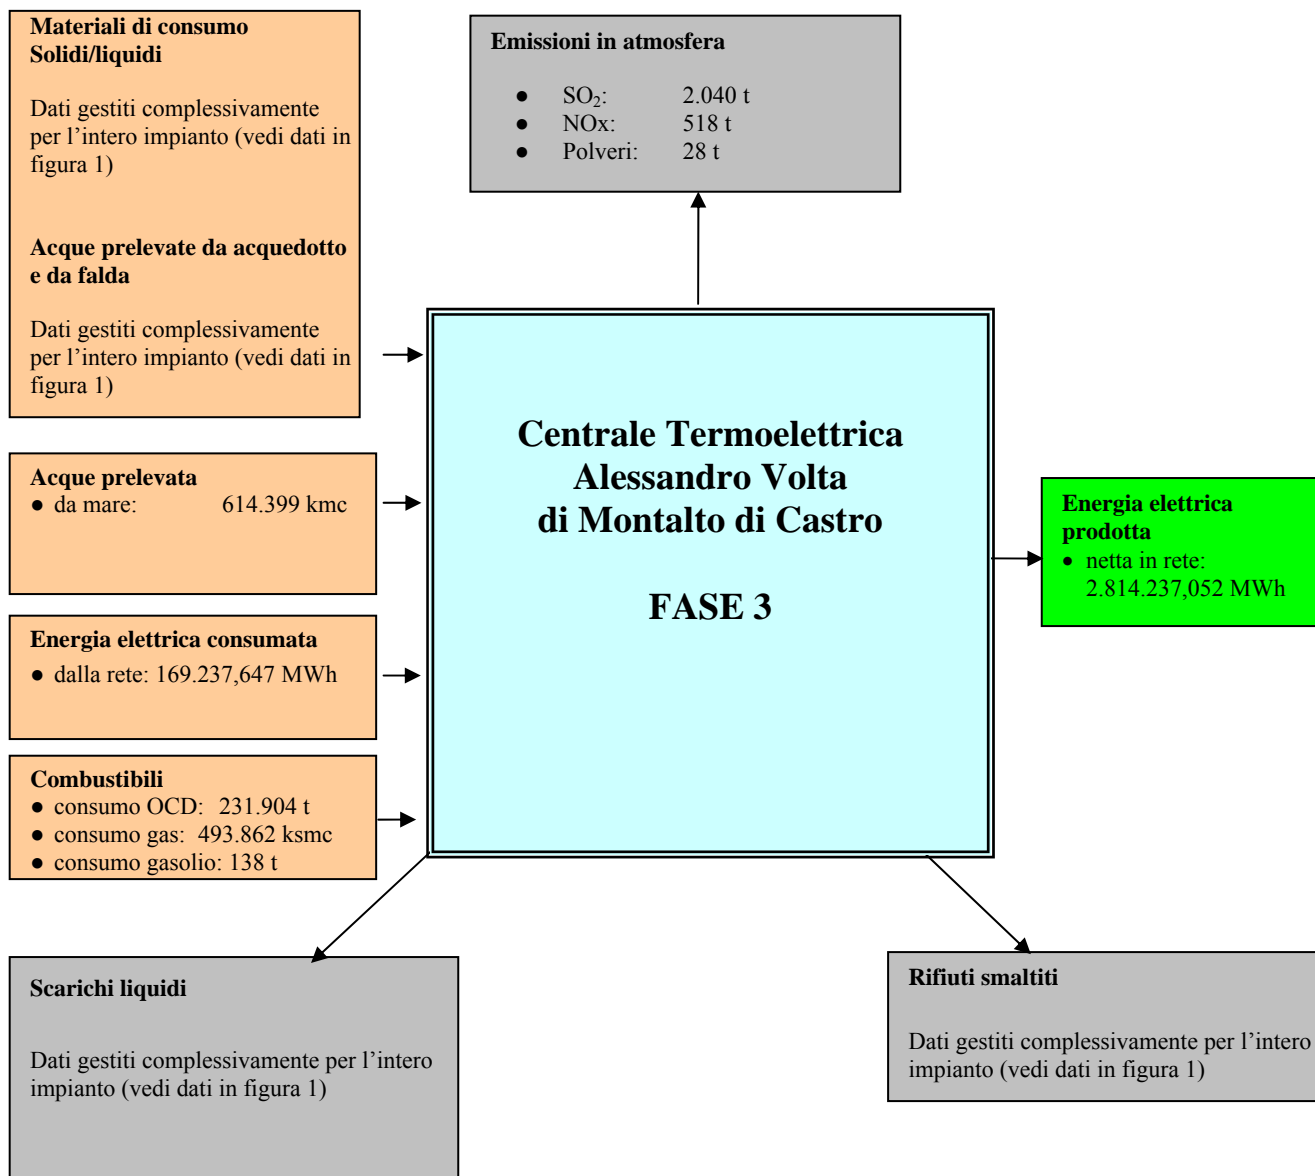 Materiali di consumo
Solidi/liquidi
Dati gestiti complessivamente
per l’intero impianto (vedi dati in
figura 1)
Acque prelevate da acquedotto
e da falda
Dati gestiti complessivamente
per l’intero impianto (vedi dati in
figura 1)
Emissioni in atmosfera
● SO₂: 2.040 t
● NOx: 518 t
● Polveri: 28 t
Acque prelevata
● da mare: 614.399 kmc
Energia elettrica consumata
● dalla rete: 169.237,647 MWh
Combustibili
● consumo OCD: 231.904 t
● consumo gas: 493.862 ksmc
● consumo gasolio: 138 t
Centrale Termoelettrica
Alessandro Volta
di Montalto di Castro
FASE 3
Energia elettrica
prodotta
● netta in rete:
2.814.237,052 MWh
Scarichi liquidi
Dati gestiti complessivamente per l’intero
impianto (vedi dati in figura 1)
Rifiuti smaltiti
Dati gestiti complessivamente per l’intero
impianto (vedi dati in figura 1)